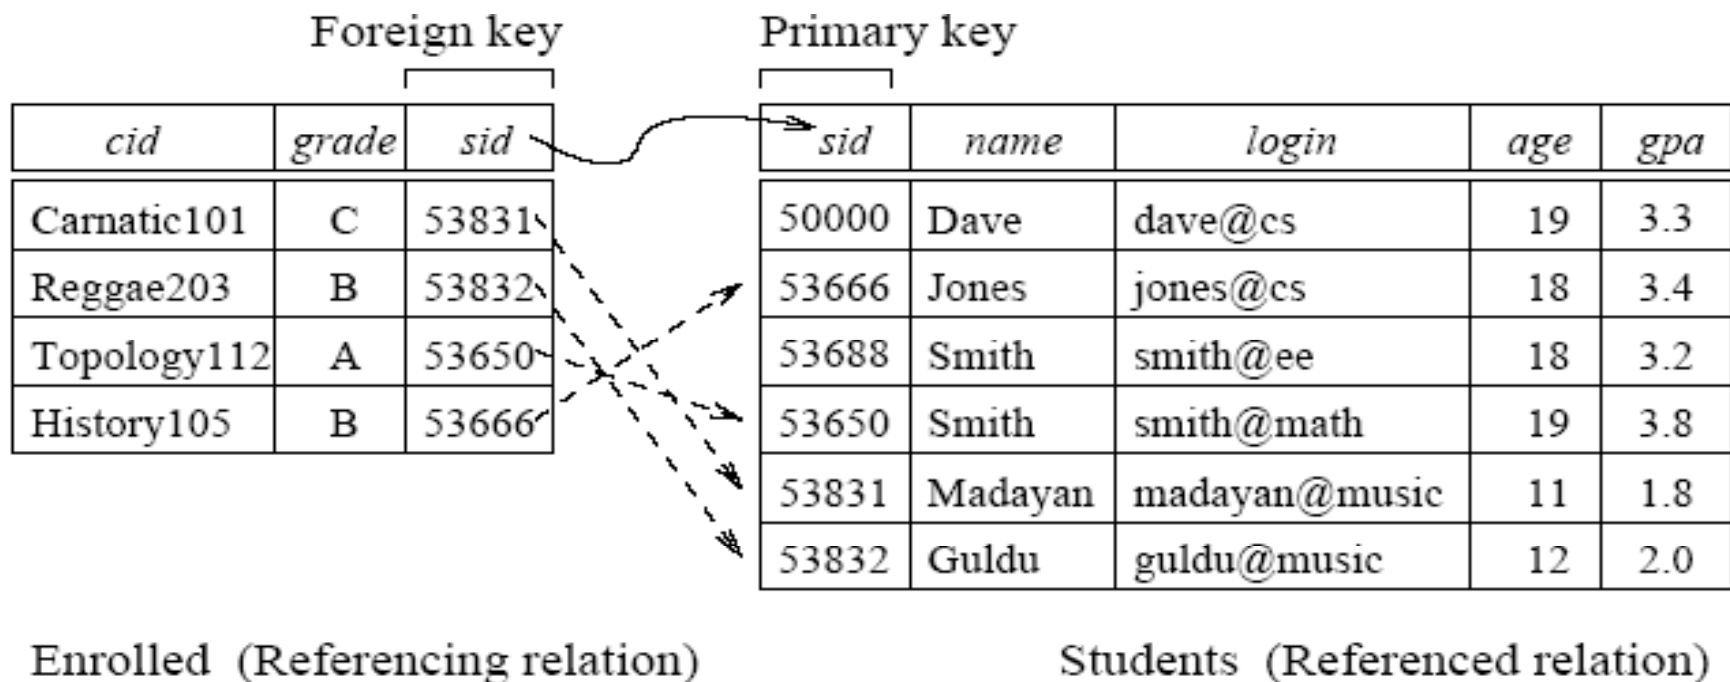 Foreign key
Primary key
cid grade sid
Carnatic101 C 53831
Reggae203 B 53832
Topology112 A 53650
History105 B 53666
sid name login age gpa
50000 Dave dave@cs 19 3.3
53666 Jones jones@cs 18 3.4
53688 Smith smith@ee 18 3.2
53650 Smith smith@math 19 3.8
53831 Madayan madayan@music 11 1.8
53832 Guldu guldu@music 12 2.0
Enrolled (Referencing relation)
Students (Referenced relation)